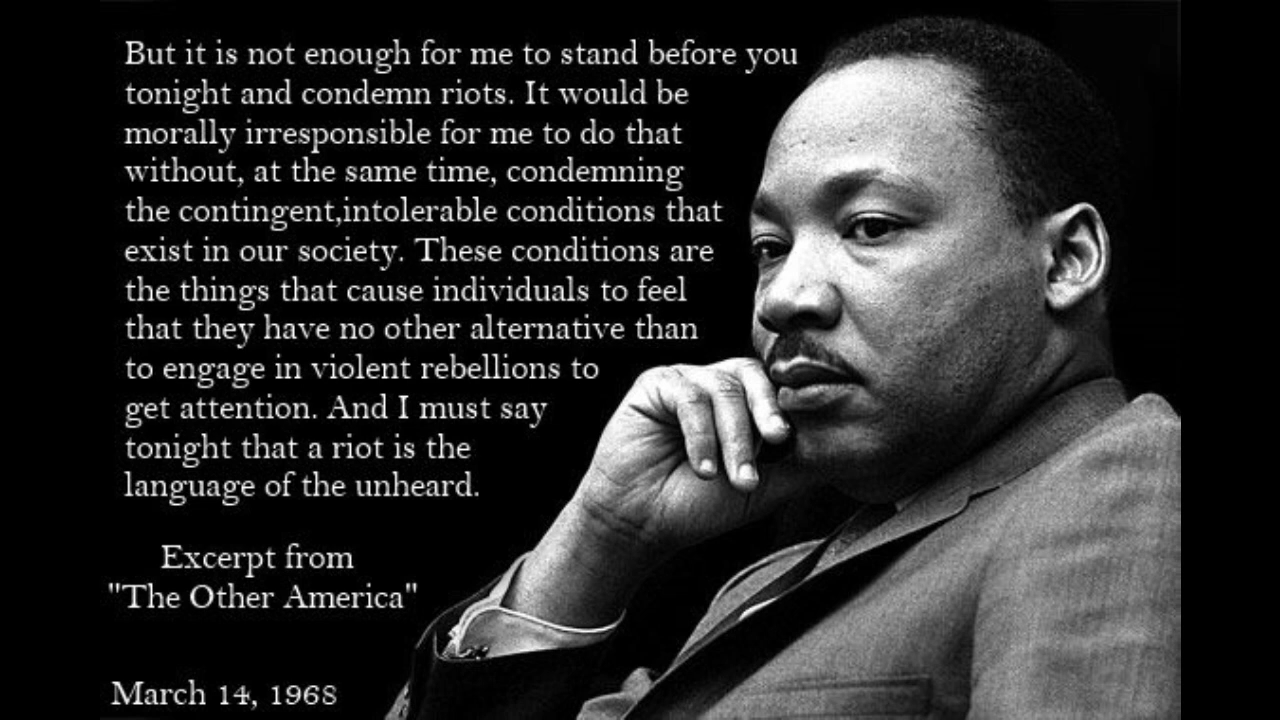 But it is not enough for me to stand before you
tonight and condemn riots. It would be
morally irresponsible for me to do that
without, at the same time, condemning
the contingent,intolerable conditions that
exist in our society. These conditions are
the things that cause individuals to feel
that they have no other alternative than
to engage in violent rebellions to
get attention. And I must say
tonight that a riot is the
language of the unheard.
Excerpt from
"The Other America"
March 14, 1968